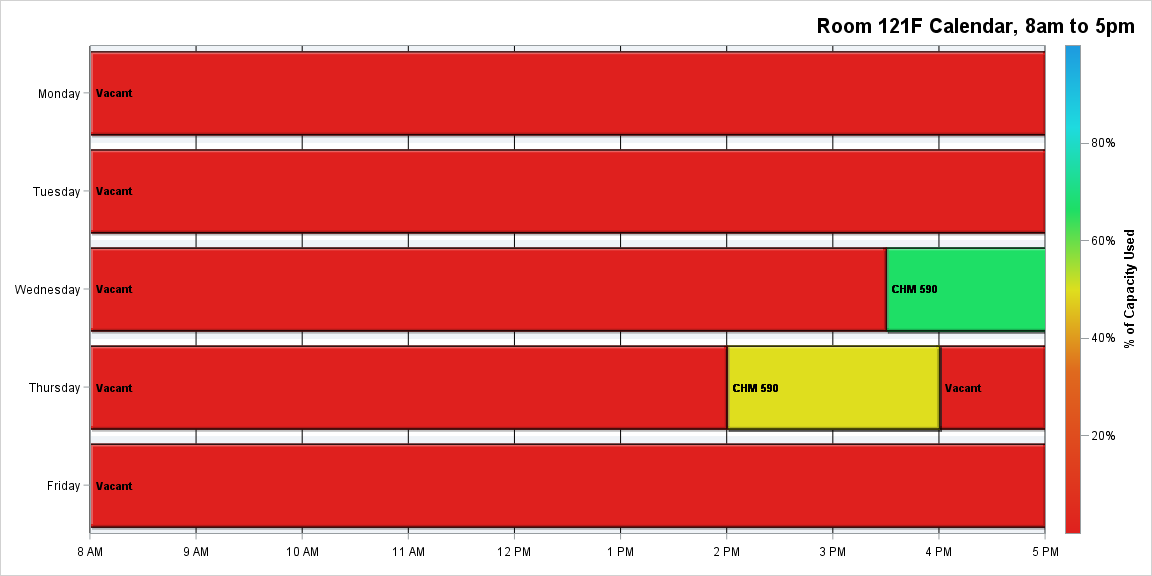 Room 121F Calendar, 8am to 5pm
Monday
Vacant
Tuesday
Vacant
Wednesday
Vacant
CHM 590
Thursday
Vacant
CHM 590
Vacant
Friday
Vacant
8 AM 9 AM 10 AM 11 AM 12 PM 1 PM 2 PM 3 PM 4 PM 5 PM
80%
60%
40%
20%
% of Capacity Used